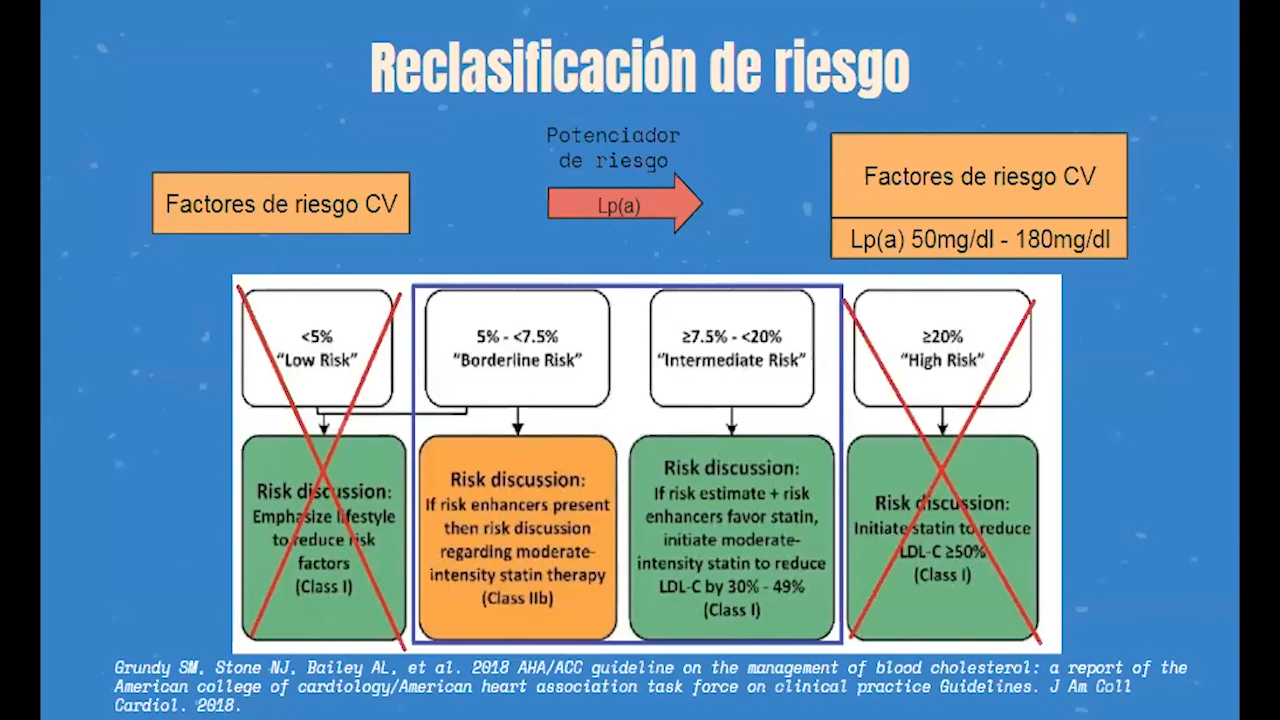 Reclasificación de riesgo
Potenciador
de riesgo
Factores de riesgo CV
Lp(a)
Factores de riesgo CV
Lp(a) 50mg/dl - 180mg/dl
<5%
“Low Risk”
5% - <7.5%
“Borderline Risk”
≥7.5% - <20%
“Intermediate Risk”
≥20%
“High Risk”
Risk discussion:
Emphasize lifestyle
to reduce risk
factors
(Class I)
Risk discussion:
If risk enhancers present
then risk discussion
regarding moderate-
intensity statin therapy
(Class IIb)
Risk discussion:
If risk estimate + risk
enhancers favor statin,
initiate moderate-
intensity statin to reduce
LDL-C by 30% - 49%
(Class I)
Risk discussion:
Initiate statin to reduce
LDL-C ≥50%
(Class I)
Grundy SM, Stone NJ, Bailey AL, et al. 2018 AHA/ACC guideline on the management of blood cholesterol: a report of the
American college of cardiology/American heart association task force on clinical practice Guidelines. J Am Coll
Cardiol. 2018.